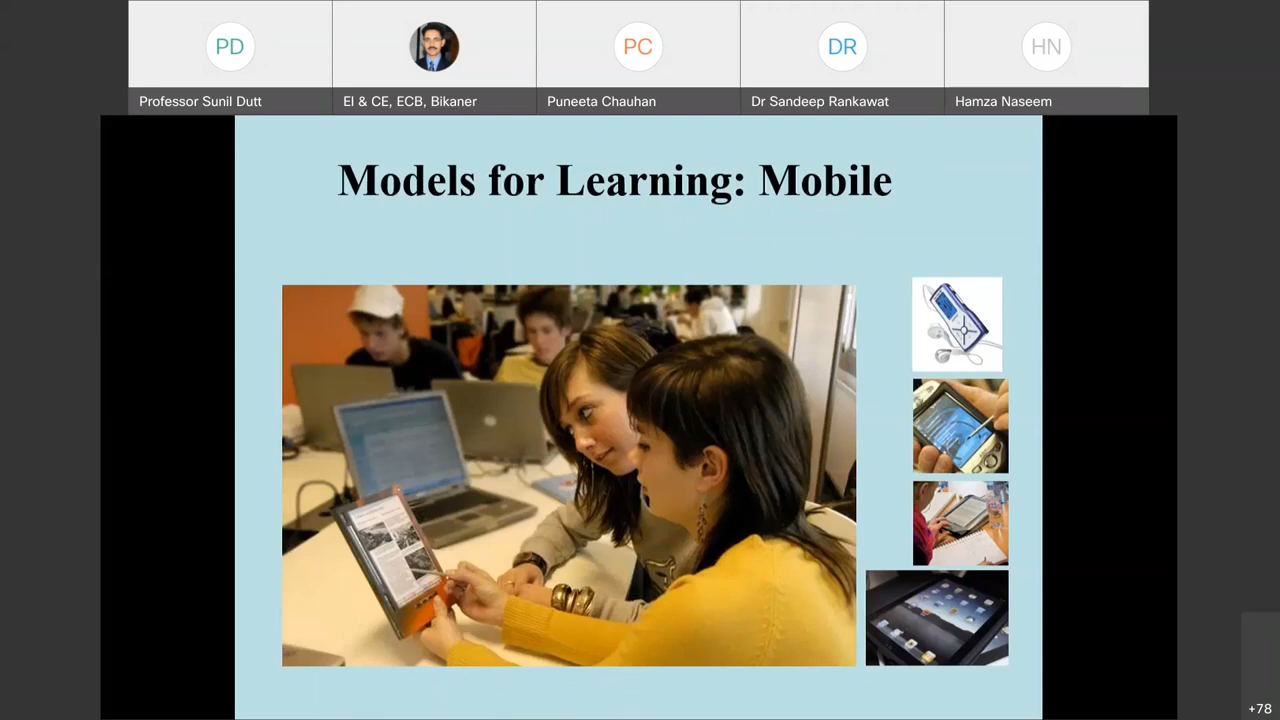 PD
PC
DR
HN
Professor Sunil Dutt
EI & CE, ECB, Bikaner
Puneeta Chauhan
Dr Sandeep Rankawat
Hamza Naseem
Models for Learning: Mobile
+78